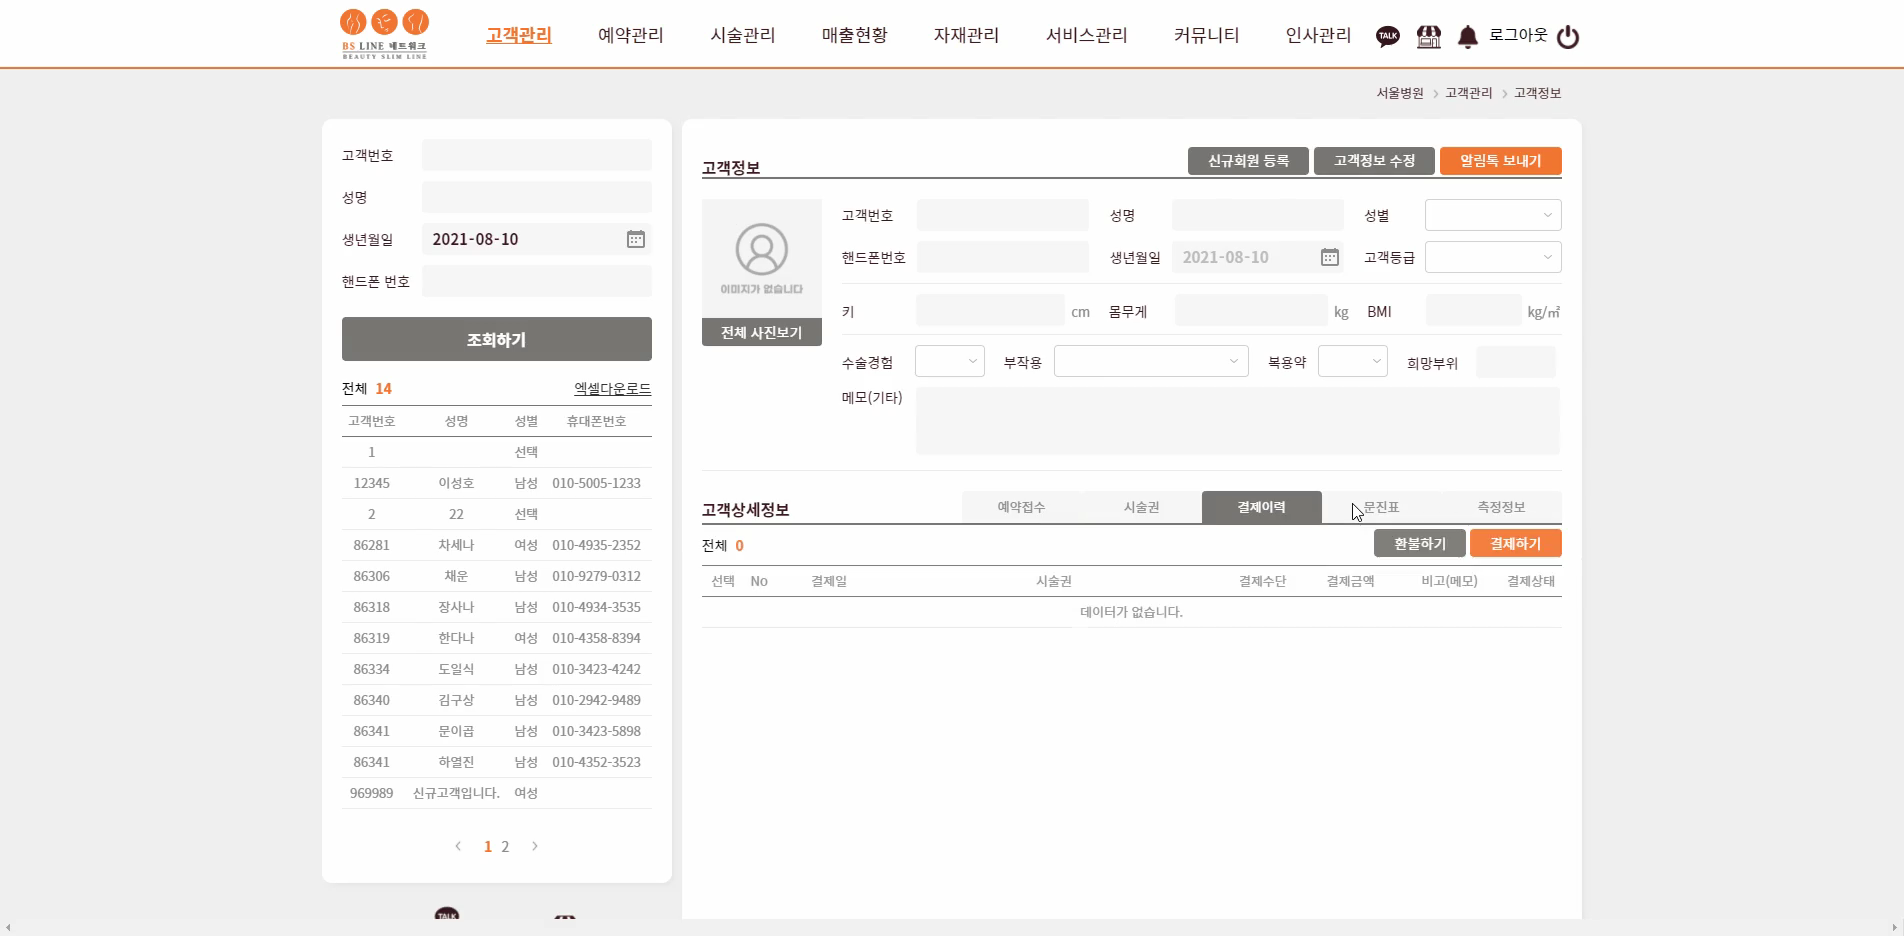 BS LINE 네트워크
BEAUTY SLIM LINE
고객관리 예약관리 시술관리 매출현황 자재관리 서비스관리 커뮤니티 인사관리 TALK 로그아웃
서울병원 > 고객관리 > 고객정보
고객번호
성명
생년월일 2021-08-10
핸드폰 번호
조회하기
전체 14 엑셀다운로드
고객번호 성명 성별 휴대폰번호
1 선택
12345 이성호 남성 010-5005-1233
2 22 선택
86281 차세나 여성 010-4935-2352
86306 채운 남성 010-9279-0312
86318 장사나 남성 010-4934-3535
86319 한다나 여성 010-4358-8394
86334 도일식 남성 010-3423-4242
86340 김구상 남성 010-2942-9489
86341 문이곱 남성 010-3423-5898
86341 하열진 남성 010-4352-3523
969989 신규고객입니다. 여성
1 2
TALK
고객정보 신규회원 등록 고객정보 수정 알림톡 보내기
이미지가 없습니다
전체 사진보기
고객번호 성명 성별
핸드폰번호 생년월일 2021-08-10 고객등급
키 cm 몸무게 kg BMI kg/㎡
수술경험 부작용 복용약 희망부위
메모(기타)
고객상세정보 예약접수 시술권 결제이력 문진표 측정정보
전체 0 환불하기 결제하기
선택 No 결제일 시술권 결제수단 결제금액 비고(메모) 결제상태
데이터가 없습니다.